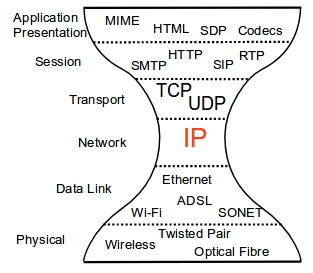 Application
Presentation
MIME
HTML
SDP
Codecs
Session
SMTP
HTTP
SIP
RTP
Transport
TCP
UDP
Network
IP
Data Link
Ethernet
ADSL
Wi-Fi
SONET
Physical
Wireless
Twisted Pair
Optical Fibre